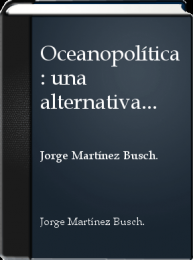 Oceanopolítica
: una
alternativa...
Jorge Martínez Busch.
Jorge Martínez Busch.